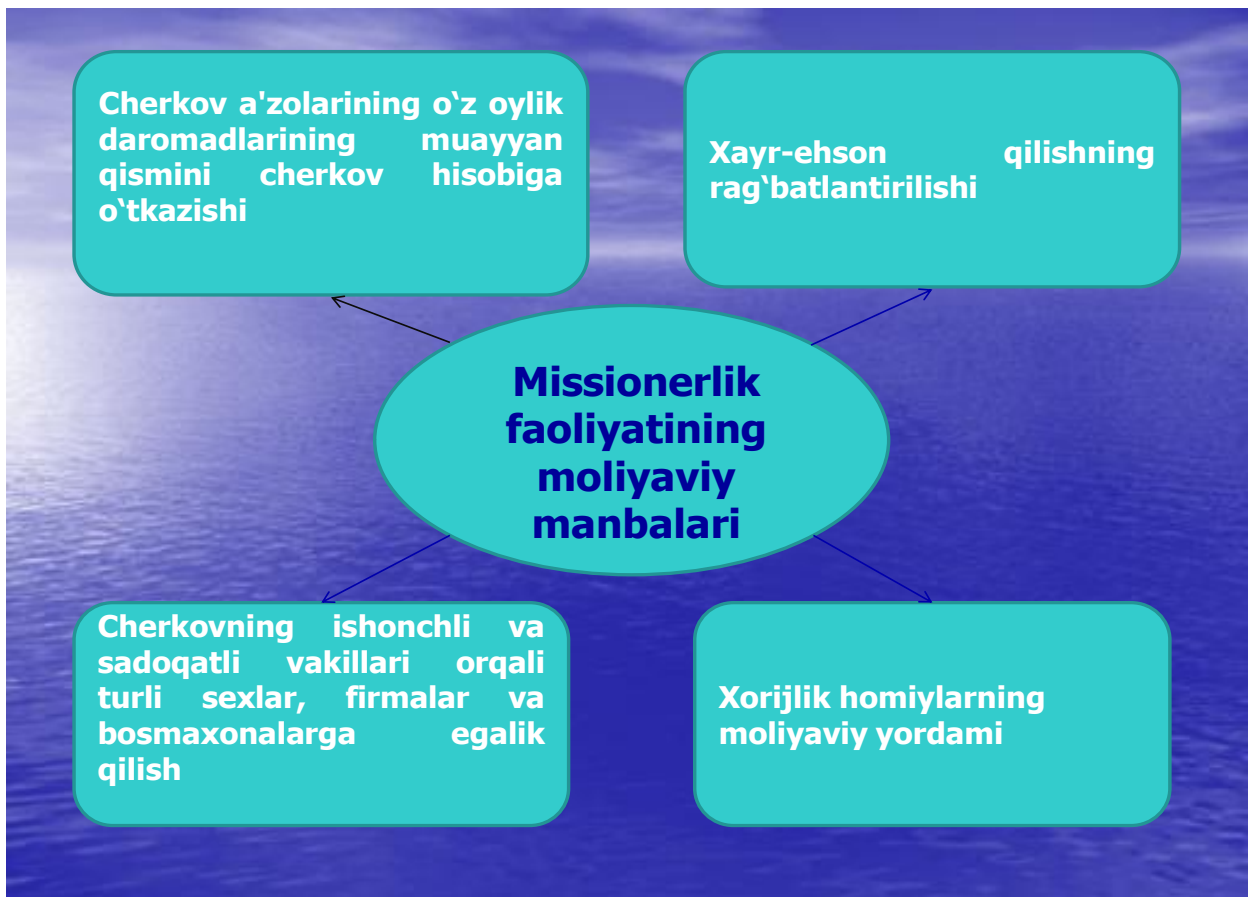 Cherkov a'zolarining o‘z oylik
daromadlarining muayyan
qismini cherkov hisobiga
o‘tkazishi
Xayr-ehson qilishning
rag‘batlantirilishi
Missionerlik
faoliyatining
moliyaviy
manbalari
Cherkovning ishonchli va
sadoqatli vakillari orqali
turli sexlar, firmalar va
bosmaxonalarga egalik
qilish
Xorijlik homiylarning
moliyaviy yordami